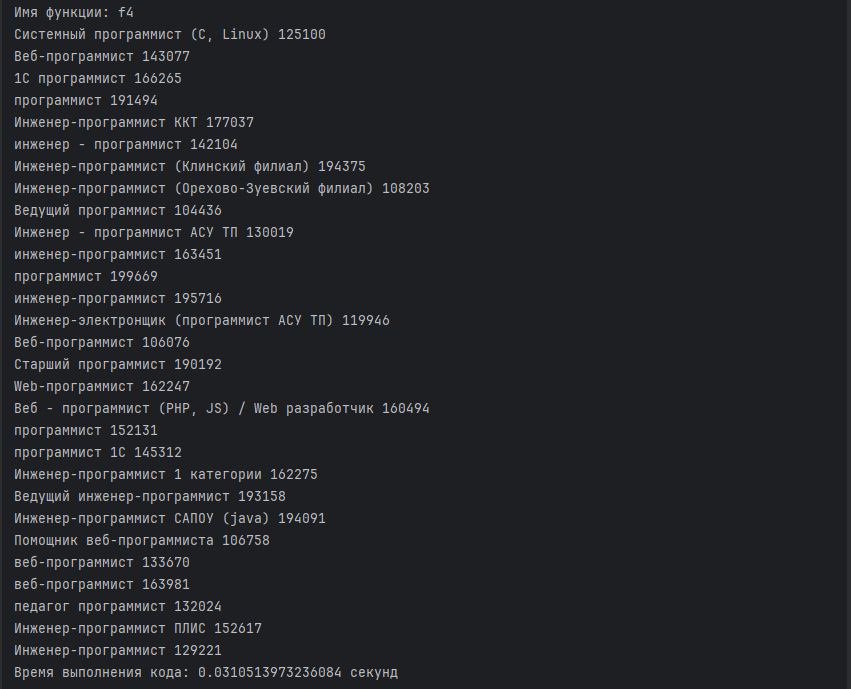 Имя функции: f4
Системный программист (C, Linux) 125100
Веб-программист 143077
1С программист 166265
программист 191494
Инженер-программист ККТ 177037
инженер - программист 142104
Инженер-программист (Клинский филиал) 194375
Инженер-программист (Орехово-Зуевский филиал) 108203
Ведущий программист 104436
Инженер - программист АСУ ТП 130019
инженер-программист 163451
программист 199669
инженер-программист 195716
Инженер-электронщик (программист АСУ ТП) 119946
Веб-программист 106076
Старший программист 190192
Web-программист 162247
Веб - программист (PHP, JS) / Web разработчик 160494
программист 152131
программист 1С 145312
Инженер-программист 1 категории 162275
Ведущий инженер-программист 193158
Инженер-программист САПОУ (java) 194091
Помощник веб-программиста 106758
веб-программист 133670
веб-программист 163981
педагог программист 132024
Инженер-программист ПЛИС 152617
Инженер-программист 129221
Время выполнения кода: 0.0310513973236084 секунд